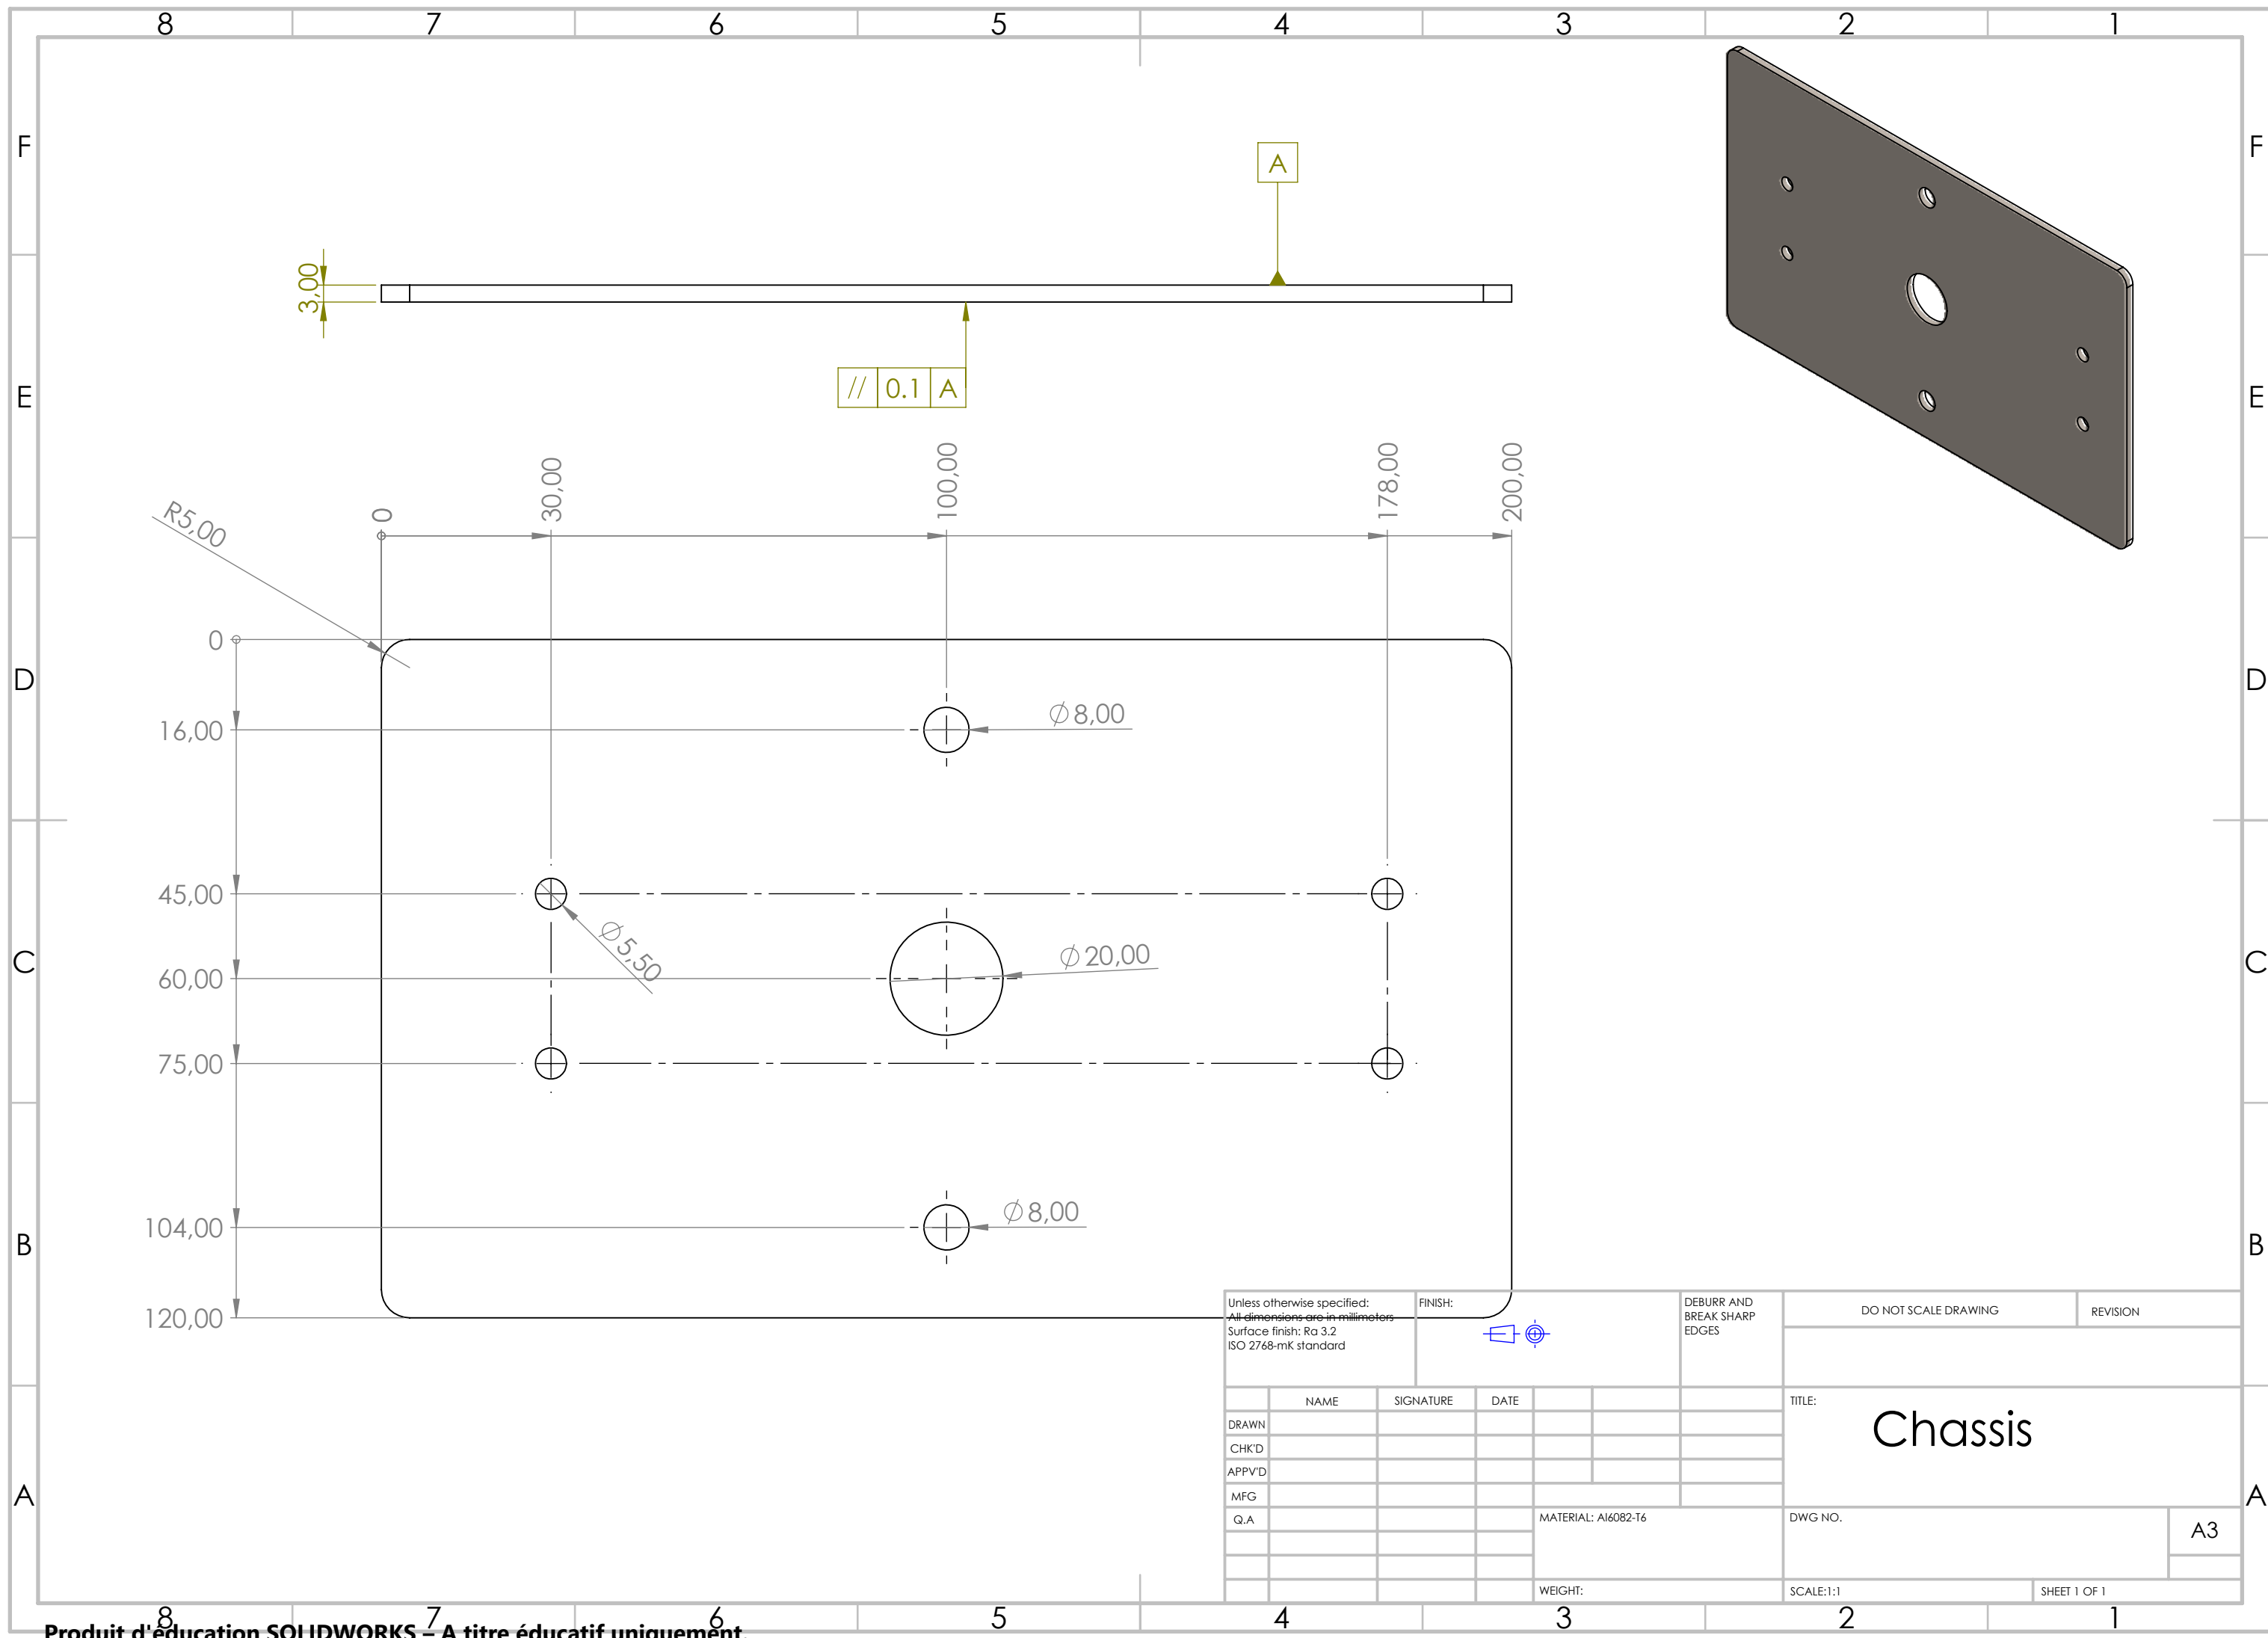 8 7 6 5 4 3 2 1
F F
A
3,00
// 0.1 A
E E
R5,00 0 30,00 100,00 178,00 200,00
0
D D
16,00 ∅8,00
45,00
∅5,50
C C
60,00 ∅20,00
75,00
104,00 ∅8,00
B B
120,00
Unless otherwise specified:
All dimensions are in millimeters
Surface finish: Ra 3.2
ISO 2768-mK standard
FINISH:
DEBURR AND
BREAK SHARP
EDGES
DO NOT SCALE DRAWING
REVISION
NAME SIGNATURE DATE
DRAWN
CHK'D
APPV'D
MFG
Q.A
TITLE:
Chassis
A A
MATERIAL: Al6082-T6
DWG NO.
A3
WEIGHT:
SCALE:1:1
SHEET 1 OF 1
8 7 6 5 4 3 2 1
Produit d'éducation SOLIDWORKS – A titre éducatif uniquement.